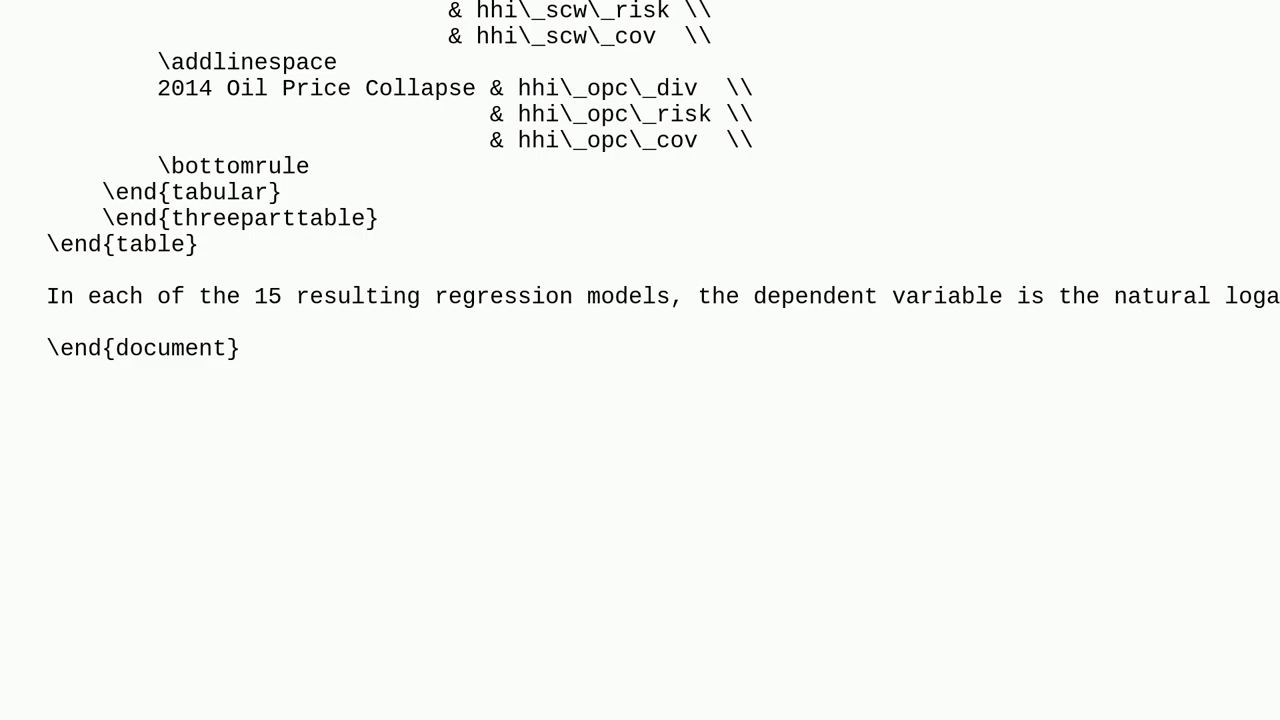 & hhi\_scw\_risk \\
& hhi\_scw\_cov  \\
\addlinespace
2014 Oil Price Collapse & hhi\_opc\_div  \\
& hhi\_opc\_risk \\
& hhi\_opc\_cov  \\
\bottomrule
\end{tabular}
\end{threeparttable}
\end{table}
In each of the 15 resulting regression models, the dependent variable is the natural loga
\end{document}